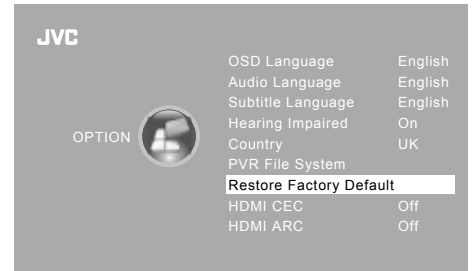 JVC
OPTION
OSD Language English
Audio Language English
Subtitle Language English
Hearing Impaired On
Country UK
PVR File System
Restore Factory Default
HDMI CEC Off
HDMI ARC Off